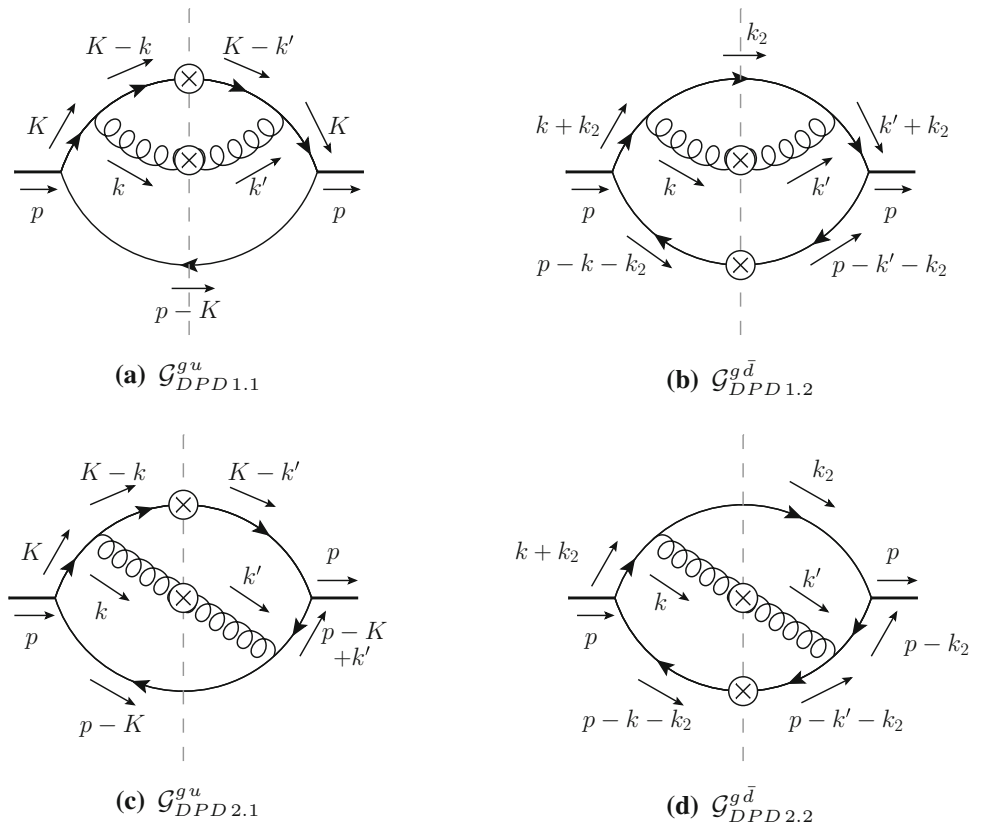 K − k K − k′
K K
k k′
p p
p − K
(a) 𝒢^{gu}_{DPD 1.1}
k₂
k + k₂ k′ + k₂
k k′
p p
p − k − k₂ p − k′ − k₂
(b) 𝒢^{gd̄}_{DPD 1.2}
K − k K − k′
K p
k′
p k p − K
+k′
p − K
(c) 𝒢^{gu}_{DPD 2.1}
k₂
k + k₂ p
k′
p k p − k₂
p − k − k₂ p − k′ − k₂
(d) 𝒢^{gd̄}_{DPD 2.2}